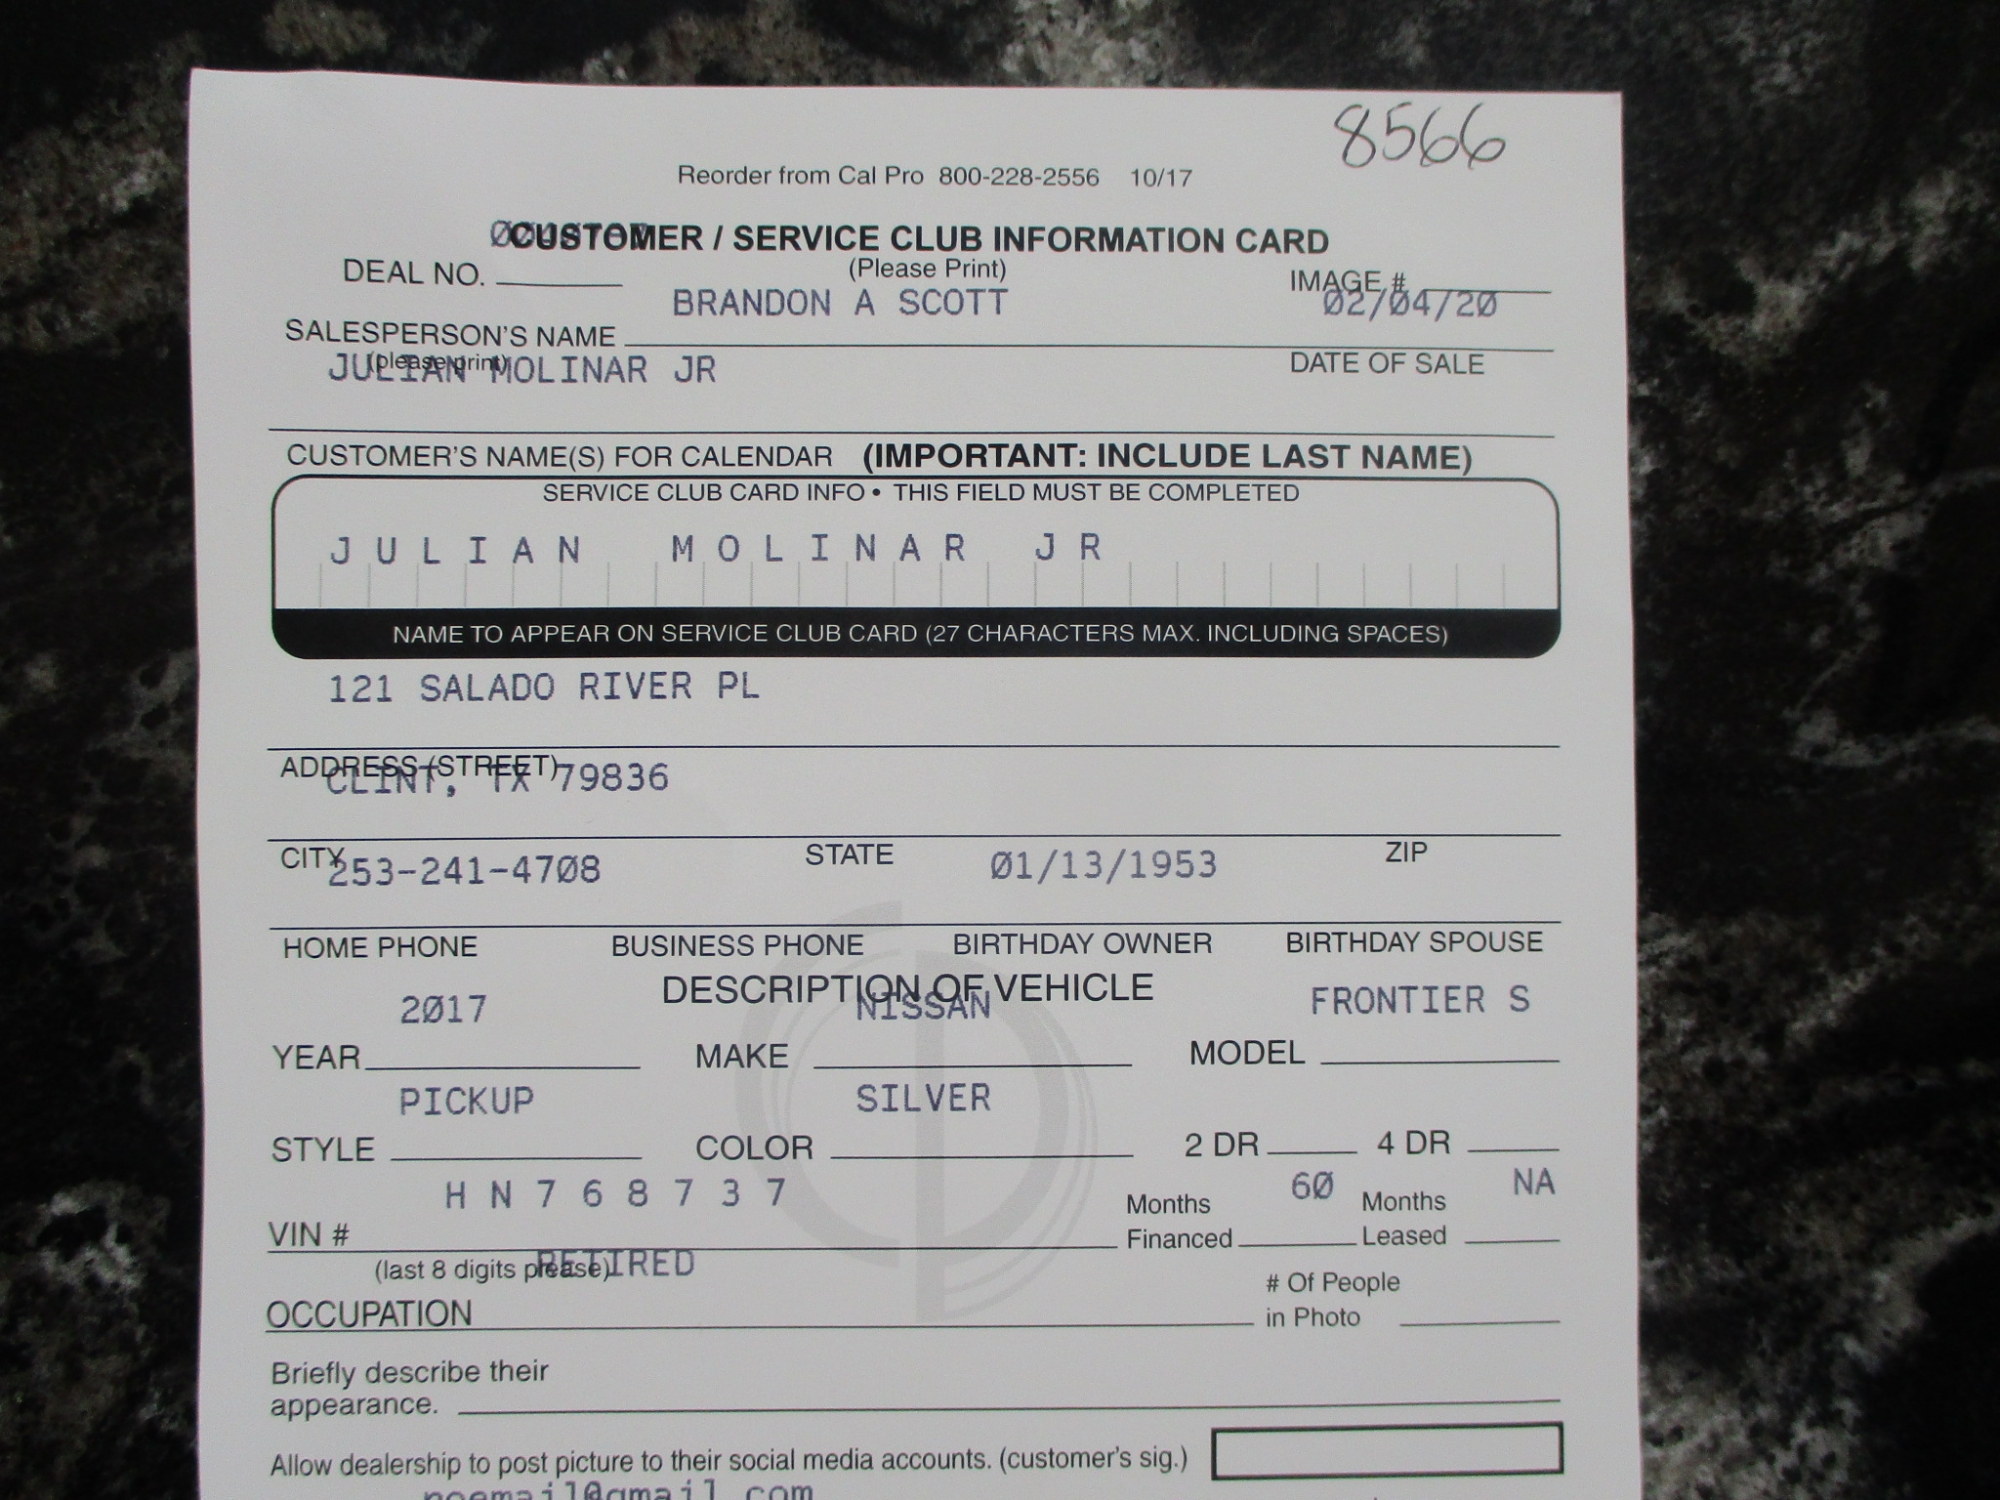 8566
Reorder from Cal Pro 800-228-2556 10/17
CUSTOMER / SERVICE CLUB INFORMATION CARD
(Please Print)
DEAL NO.
IMAGE #
BRANDON A SCOTT
02/04/20
SALESPERSON'S NAME
(please print)
DATE OF SALE
JULIAN MOLINAR JR
CUSTOMER'S NAME(S) FOR CALENDAR (IMPORTANT: INCLUDE LAST NAME)
SERVICE CLUB CARD INFO • THIS FIELD MUST BE COMPLETED
JULIAN MOLINAR JR
NAME TO APPEAR ON SERVICE CLUB CARD (27 CHARACTERS MAX. INCLUDING SPACES)
121 SALADO RIVER PL
ADDRESS (STREET)
CLINT, TX 79836
CITY STATE ZIP
253-241-4708 01/13/1953
HOME PHONE BUSINESS PHONE BIRTHDAY OWNER BIRTHDAY SPOUSE
DESCRIPTION OF VEHICLE
2017 NISSAN FRONTIER S
YEAR MAKE MODEL
PICKUP SILVER
STYLE COLOR 2 DR 4 DR
HN768737 60 NA
VIN # Months Financed Months Leased
(last 8 digits please)
RETIRED
OCCUPATION
# Of People in Photo
Briefly describe their
appearance.
Allow dealership to post picture to their social media accounts. (customer's sig.)
noemail@gmail.com